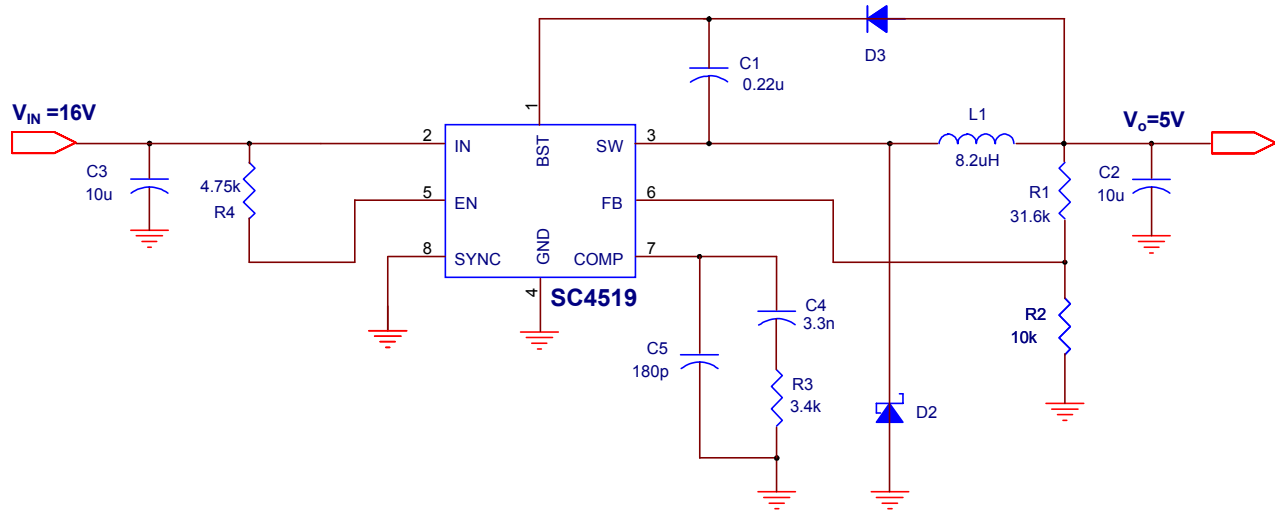 D3
C1
0.22u
V_IN =16V
1
L1
V_o=5V
2
IN
BST
SW
3
C3
10u
4.75k
R4
8.2uH
C2
10u
R1
31.6k
5
EN
FB
6
8
SYNC
GND
COMP
7
4
SC4519
C4
3.3n
R2
10k
C5
180p
R3
3.4k
D2